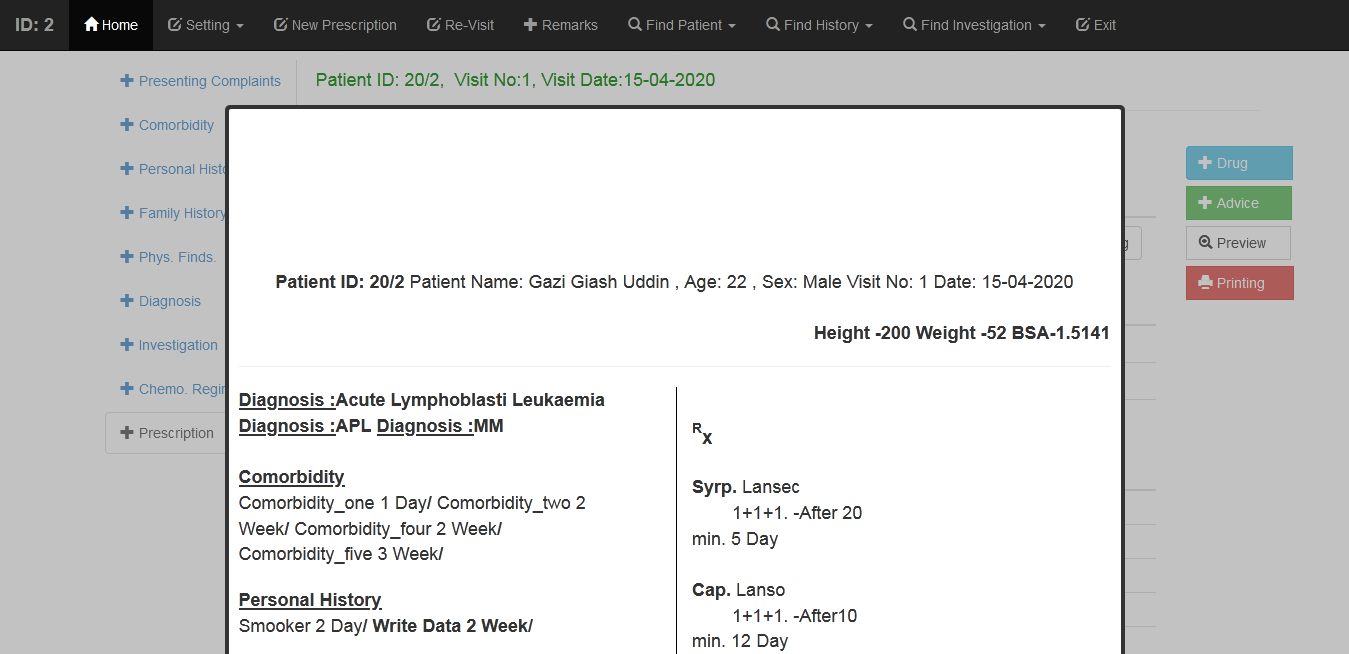 ID: 2 Home Setting New Prescription Re-Visit Remarks Find Patient Find History Find Investigation Exit
Presenting Complaints
Comorbidity
Personal
Family History
Phys. Finds.
Diagnosis
Investigation
Chemo.
Prescription
Patient ID: 20/2, Visit No:1, Visit Date:15-04-2020
Drug
Advice
Preview
Printing
Patient ID: 20/2 Patient Name: Gazi Giash Uddin , Age: 22 , Sex: Male Visit No: 1 Date: 15-04-2020
Height -200 Weight -52 BSA-1.5141
Diagnosis :Acute Lymphoblasti Leukaemia
Diagnosis :APL Diagnosis :MM
Comorbidity
Comorbidity_one 1 Day/ Comorbidity_two 2
Week/ Comorbidity_four 2 Week/
Comorbidity_five 3 Week/
Personal History
Smooker 2 Day/ Write Data 2 Week/
Rx
Syrp. Lansec
1+1+1. -After 20
min. 5 Day
Cap. Lanso
1+1+1. -After10
min. 12 Day